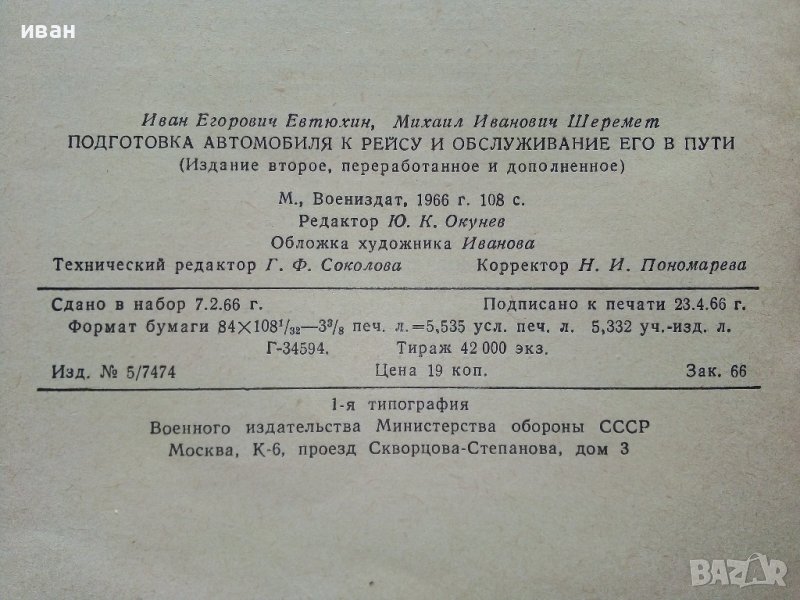 иван
Иван Егорович Евтюхин, Михаил Иванович Шеремет
ПОДГОТОВКА АВТОМОБИЛЯ К РЕЙСУ И ОБСЛУЖИВАНИЕ ЕГО В ПУТИ
(Издание второе, переработанное и дополненное)
М., Воениздат, 1966 г. 108 с.
Редактор Ю. К. Окунев
Обложка художника Иванова
Технический редактор Г. Ф. Соколова Корректор Н. И. Пономарева
Сдано в набор 7.2.66 г. Подписано к печати 23.4.66 г.
Формат бумаги 84×108¹/₃₂—3³/₈ печ. л.=5,535 усл. печ. л. 5,332 уч.-изд. л.
Г-34594. Тираж 42 000 экз.
Изд. № 5/7474 Цена 19 коп. Зак. 66
1-я типография
Военного издательства Министерства обороны СССР
Москва, К-6, проезд Скворцова-Степанова, дом 3
BAZAR